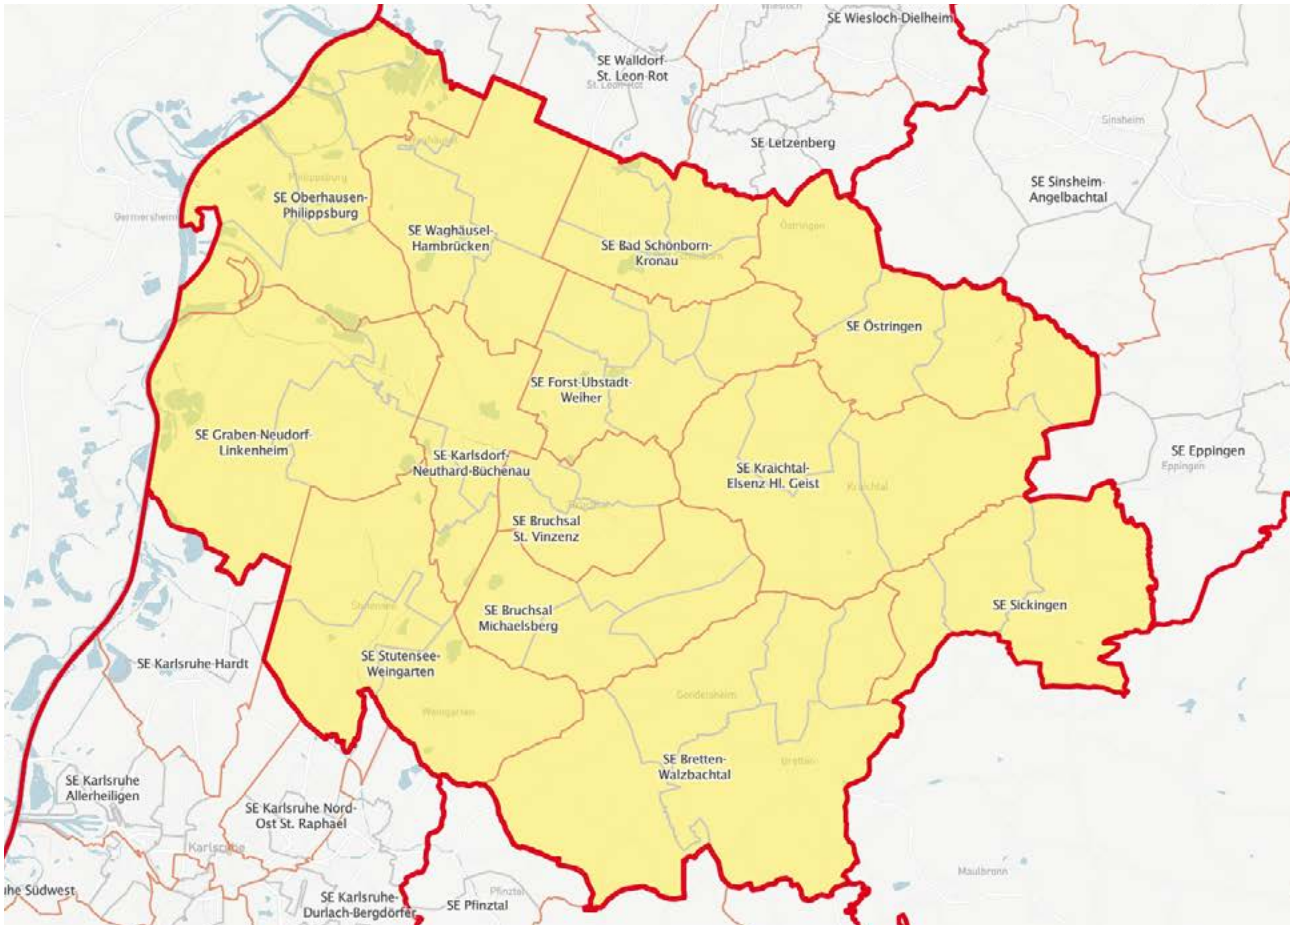 Wiesloch
SE Wiesloch-Dielheim
SE Walldorf-
St. Leon-Rot
St. Leon-Rot
Sinsheim
SE Letzenberg
SE Sinsheim-
Angelbachtal
Philippsburg
SE Oberhausen-
Philippsburg
Germersheim
SE Waghäusel-
Hambrücken
Östringen
SE Bad Schönborn-
Kronau
SE Östringen
SE Forst-Ubstadt-
Weiher
SE Graben-Neudorf-
Linkenheim
SE Karlsdorf-
Neuthard-Büchenau
SE Kraichtal-
Elsenz Hl. Geist
Kraichtal
SE Eppingen
Eppingen
SE Bruchsal
St. Vinzenz
Stutensee
SE Bruchsal
Michaelsberg
SE Sickingen
SE Karlsruhe-Hardt
SE Stutensee-
Weingarten
Weingarten
Gondelsheim
SE Bretten-
Walzbachtal
Bretten
SE Karlsruhe
Allerheiligen
SE Karlsruhe Nord-
Ost St. Raphael
Karlsruhe
Maulbronn
uhe Südwest
SE Karlsruhe-
Durlach-Bergdörfer
Pfinztal
SE Pfinztal